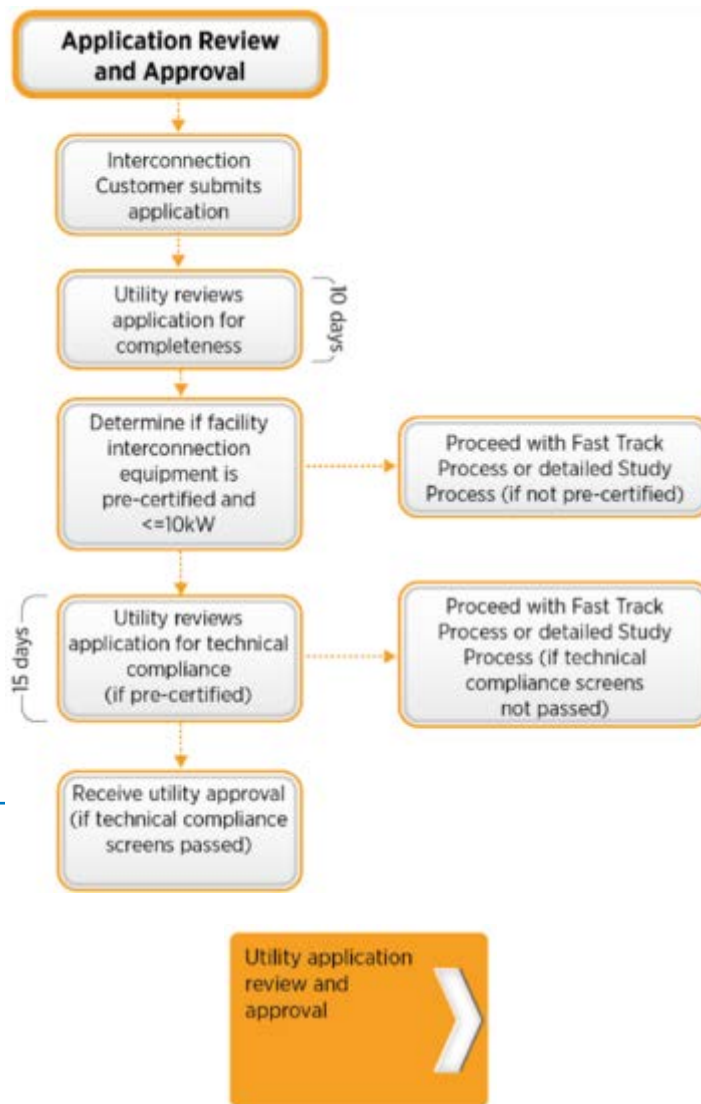 Application Review
and Approval
Interconnection
Customer submits
application
Utility reviews
application for
completeness
10 days
Determine if facility
interconnection
equipment is
pre-certified and
<=10kW
Proceed with Fast Track
Process or detailed Study
Process (if not pre-certified)
15 days
Utility reviews
application for technical
compliance
(if pre-certified)
Proceed with Fast Track
Process or detailed Study
Process (if technical
compliance screens
not passed)
Receive utility approval
(if technical compliance
screens passed)
Utility application
review and
approval